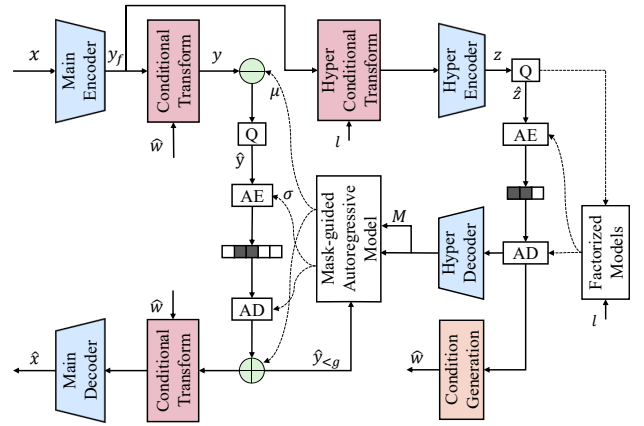 x
Main
Encoder
y_f
Conditional
Transform
ŵ
y
μ
Q
ŷ
AE
σ
AD
Hyper
Conditional
Transform
l
Hyper
Encoder
z
Q
ẑ
AE
AD
Factorized Models
l
Mask-guided
Autoregressive
Model
M
Hyper
Decoder
ŵ
Condition
Generation
x̂
Main
Decoder
ŵ
Conditional
Transform
ŷ_{<g}